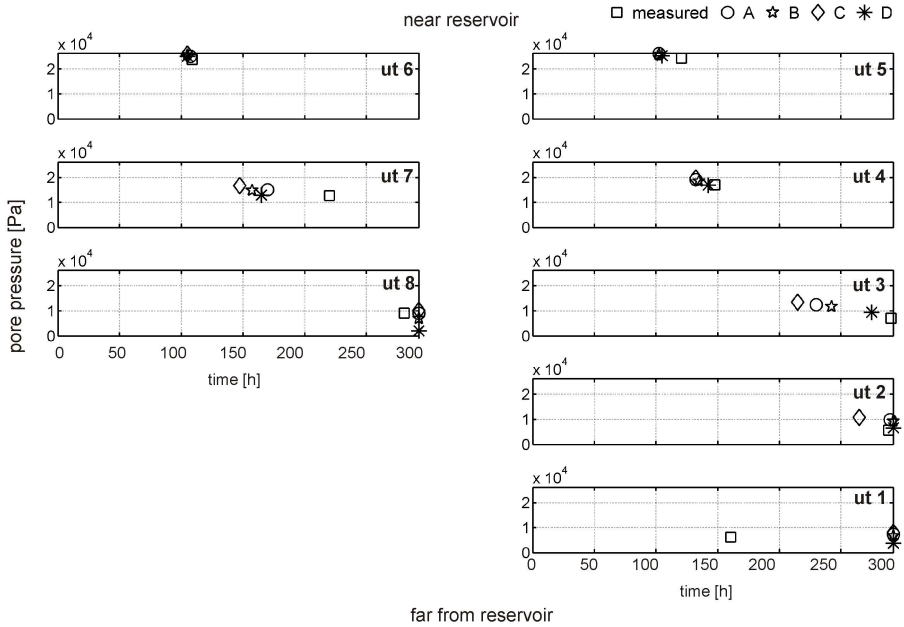 near reservoir
measured A B C D
x 10^4
2
1
0
ut 6
x 10^4
2
1
0
ut 5
x 10^4
2
1
0
ut 7
x 10^4
2
1
0
ut 4
pore pressure [Pa]
x 10^4
2
1
0
ut 8
0 50 100 150 200 250 300
time [h]
x 10^4
2
1
0
ut 3
x 10^4
2
1
0
ut 2
x 10^4
2
1
0
ut 1
0 50 100 150 200 250 300
time [h]
far from reservoir